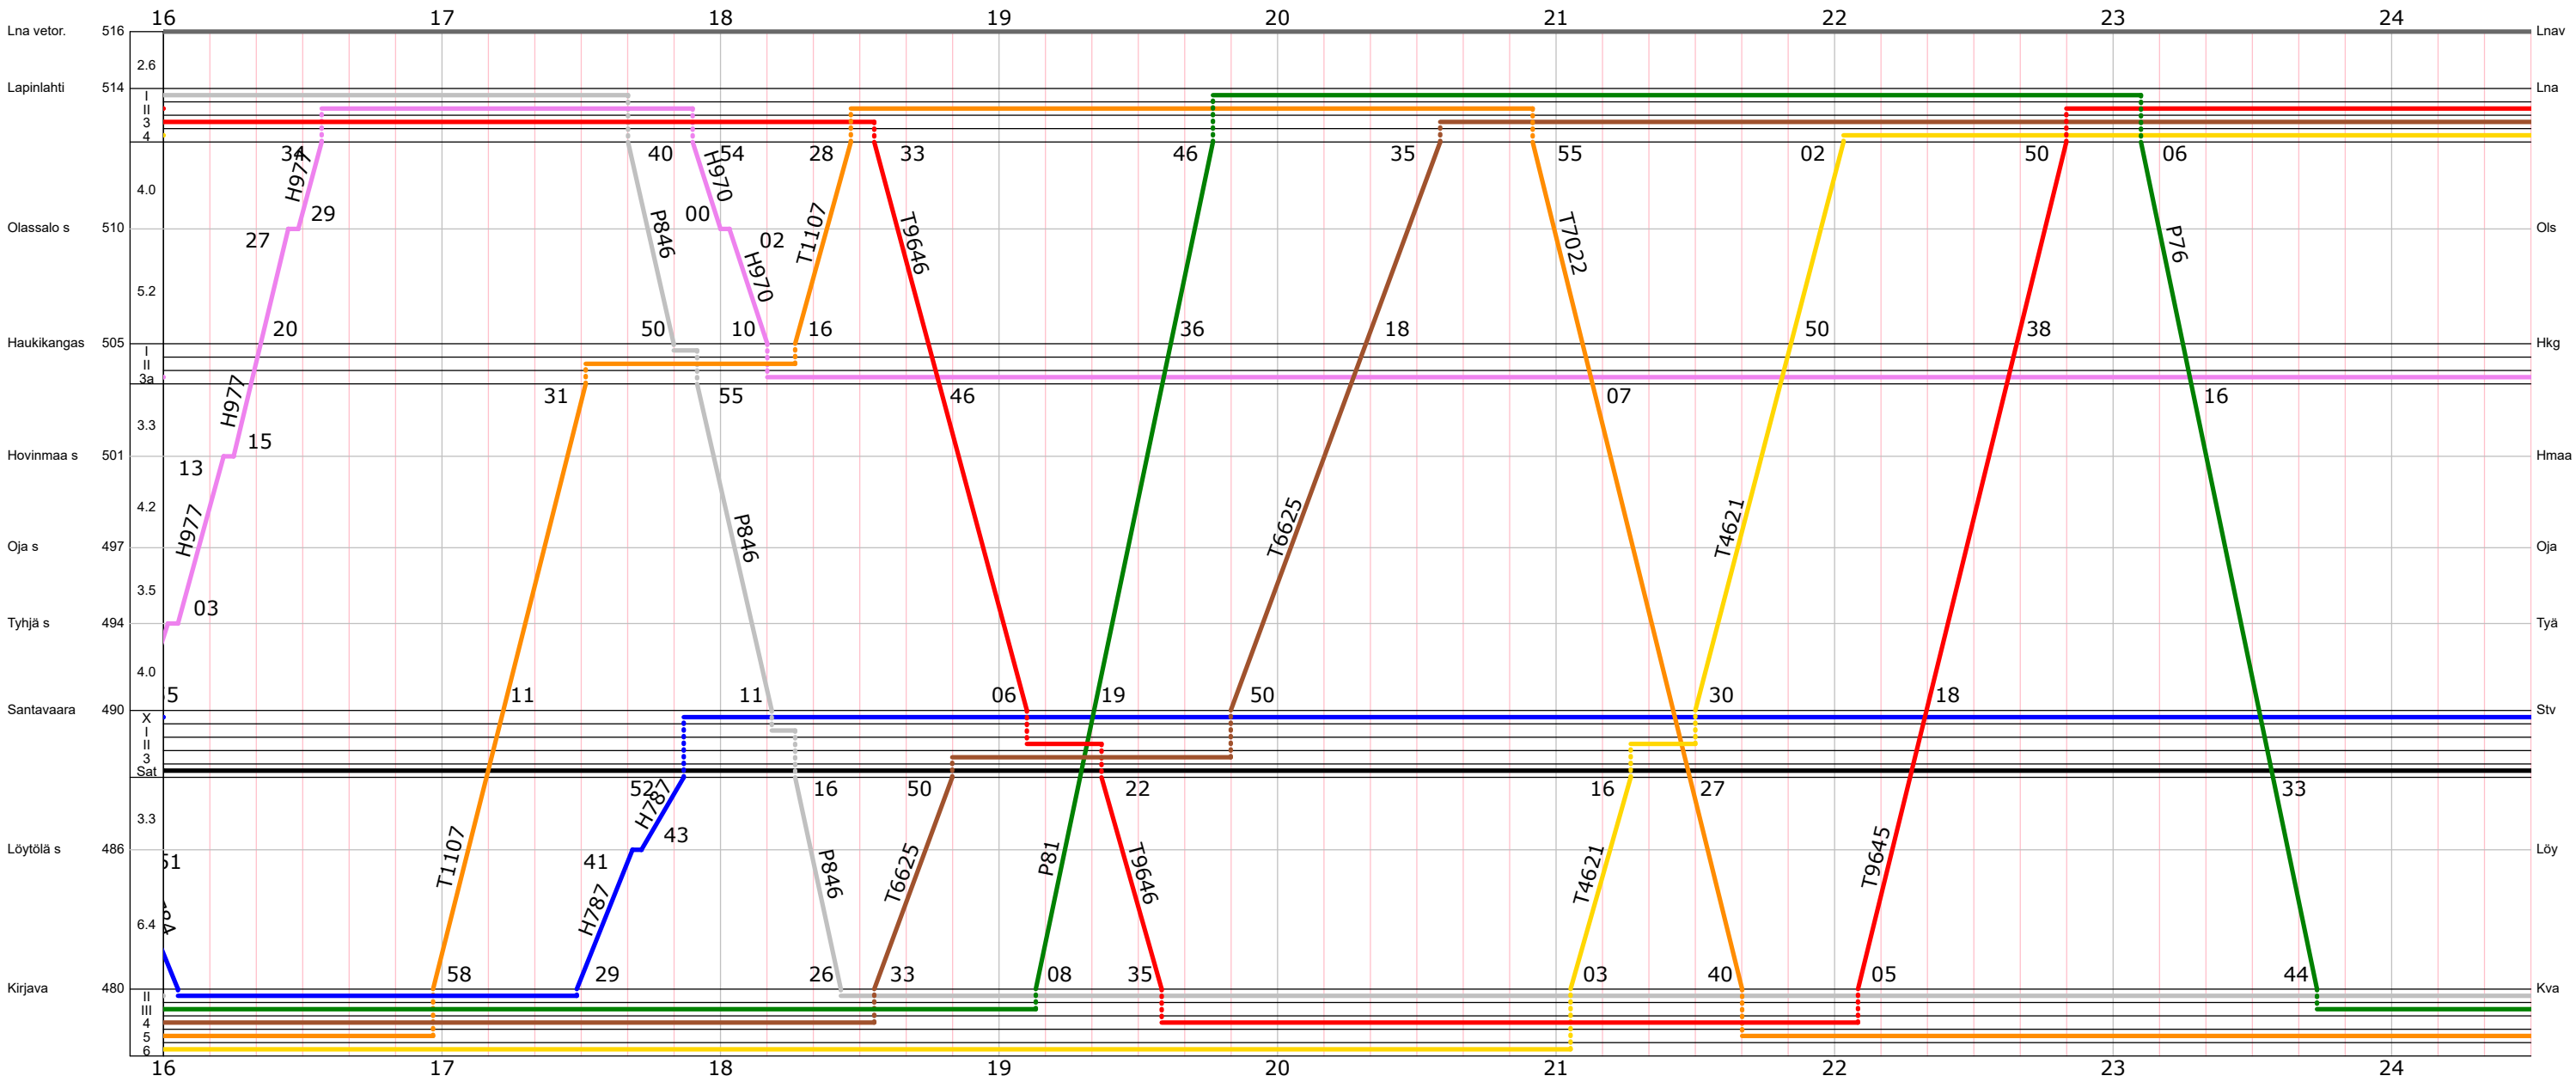 16 17 18 19 20 21 22 23 24
Lna vetor. 516 Lnav
2.6
Lapinlahti 514 Lna
I
II
3
4
34 40 54 28 33 46 35 55 02 50 06
H977 H970
4.0
29 00
P846 T1107 T9646 T7022 P76
Olassalo s 510 Ols
27 02
H970
5.2
20 50 10 16 36 18 50 38
Haukikangas 505 Hkg
I
II
3a
31 55 46 07 16
H977
3.3
15
Hovinmaa s 501 Hmaa
13
4.2
H977 P846 T6625 T4621
Oja s 497 Oja
3.5
03
Tyhjä s 494 Tyä
4.0
5 11 11 06 19 50 30 18
Santavaara 490 Stv
X
I
II
3
Sat
52 16 50 22 16 27 33
H787
3.3
43
Löytölä s 486 Löy
51 41
T1107 P846 T6625 P81 T9646 T4621 T9645
H787
6.4
58 29 26 33 08 35 03 40 05 44
Kirjava 480 Kva
II
III
4
5
6
16 17 18 19 20 21 22 23 24